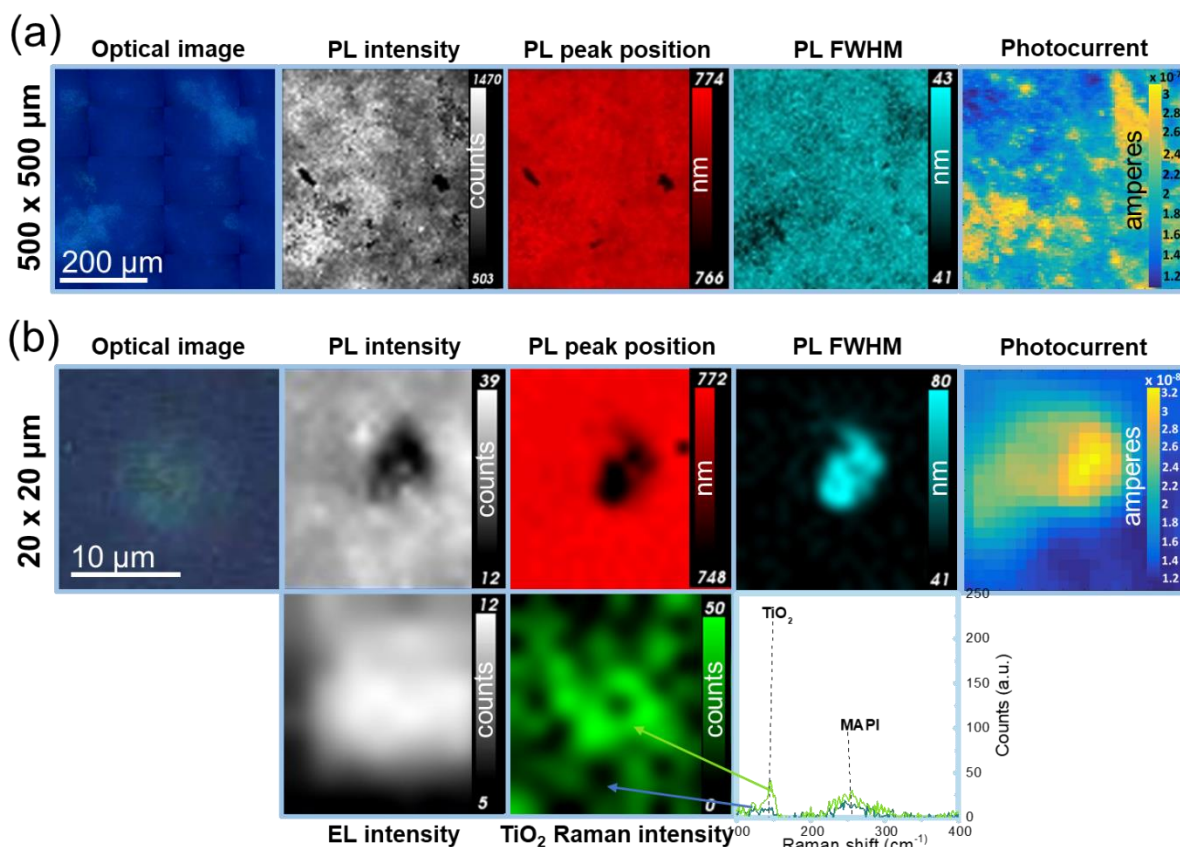 (a)
Optical image
PL intensity
PL peak position
PL FWHM
Photocurrent
500 x 500 µm
200 µm
1470
counts
503
774
nm
766
43
nm
41
3
2.8
2.6
2.4
2.2
2
1.8
1.6
1.4
1.2
amperes
(b)
Optical image
PL intensity
PL peak position
PL FWHM
Photocurrent
20 x 20 µm
10 µm
39
counts
12
772
nm
748
80
nm
41
x 10⁻⁸
3.2
3
2.8
2.6
2.4
2.2
2
1.8
1.6
1.4
1.2
amperes
12
counts
5
EL intensity
50
counts
0
TiO₂ Raman intensity
TiO₂
MAPI
250
200
150
100
50
0
Counts (a.u.)
100 200 300 400
Raman shift (cm⁻¹)